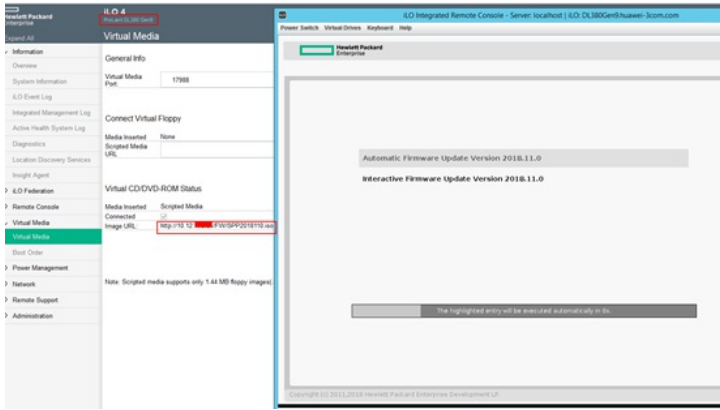 Hewlett Packard
Enterprise
Expand All
Information
Overview
System Information
iLO Event Log
Integrated Management Log
Active Health System Log
Diagnostics
Location Discovery Services
Insight Agent
iLO Federation
Remote Console
Virtual Media
Virtual Media
Boot Order
Power Management
Network
Remote Support
Administration
iLO 4
ProLiant DL380 Gen9
Virtual Media
General Info
Virtual Media
Port:
17988
Connect Virtual Floppy
Media Inserted None
Scripted Media
URL
Virtual CD/DVD-ROM Status
Media Inserted Scripted Media
Connected
Image URL: http://10.12. FW/SPP2018110.iso
Note: Scripted media supports only 1.44 MB floppy images(.
iLO Integrated Remote Console - Server: localhost | iLO: DL380Gen9.huawei-3com.com
Power Switch Virtual Drives Keyboard Help
Hewlett Packard
Enterprise
Automatic Firmware Update Version 2018.11.0
Interactive Firmware Update Version 2018.11.0
The highlighted entry will be executed automatically in 8s.
Copyright (c) 2011,2018 Hewlett Packard Enterprise Development LP.